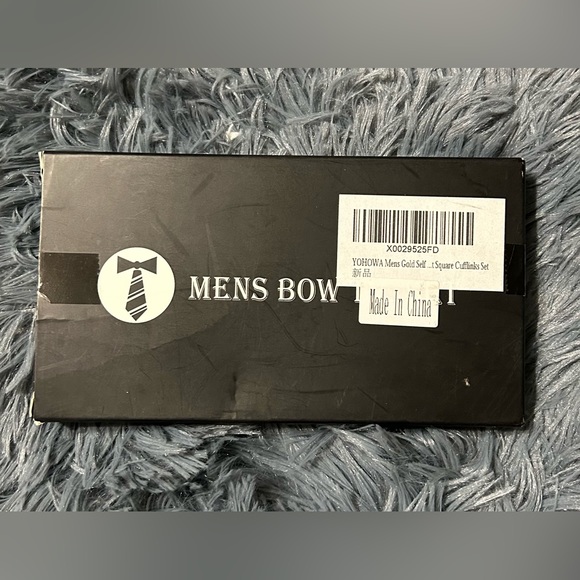 X0029525FD
YOHOWA Mens Gold Self ...t Square Cufflinks Set
新品
MENS BOW
Made In China